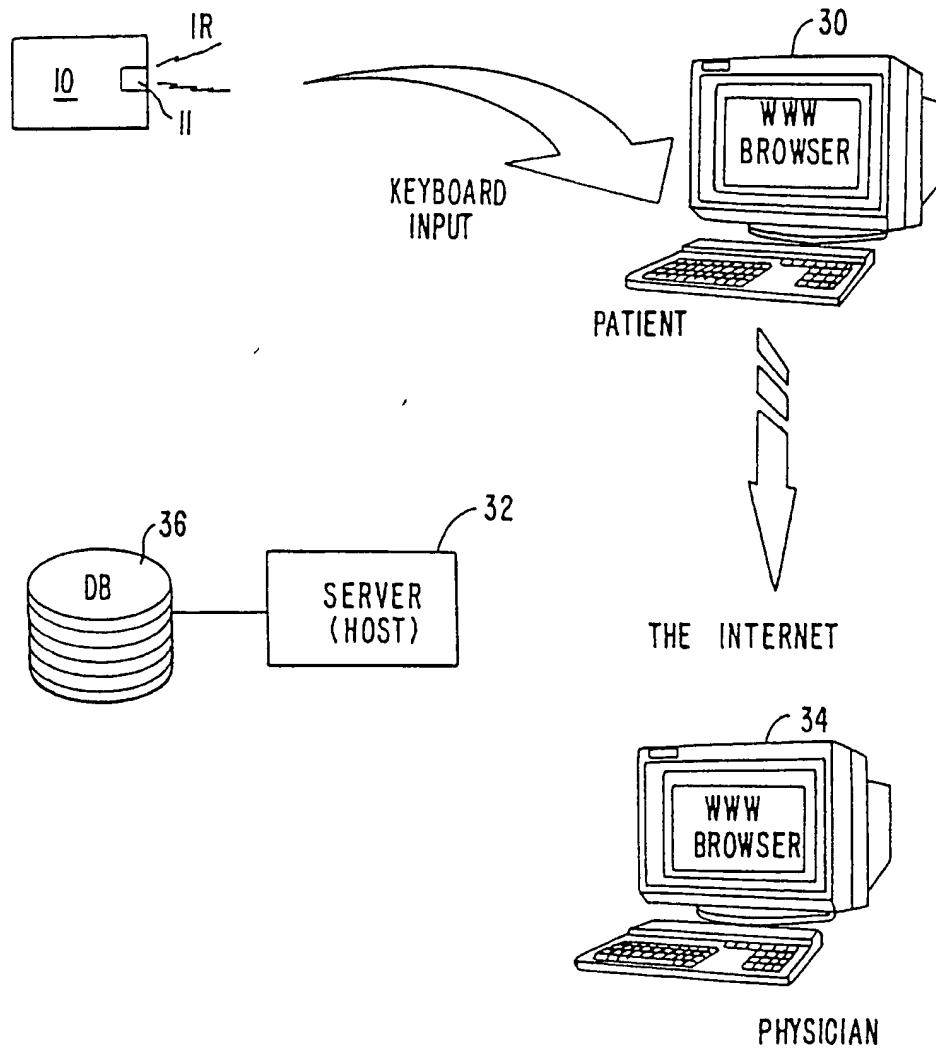 IR
10
11
30
WWW
BROWSER
KEYBOARD
INPUT
PATIENT
36
32
DB
SERVER
(HOST)
THE INTERNET
34
WWW
BROWSER
PHYSICIAN